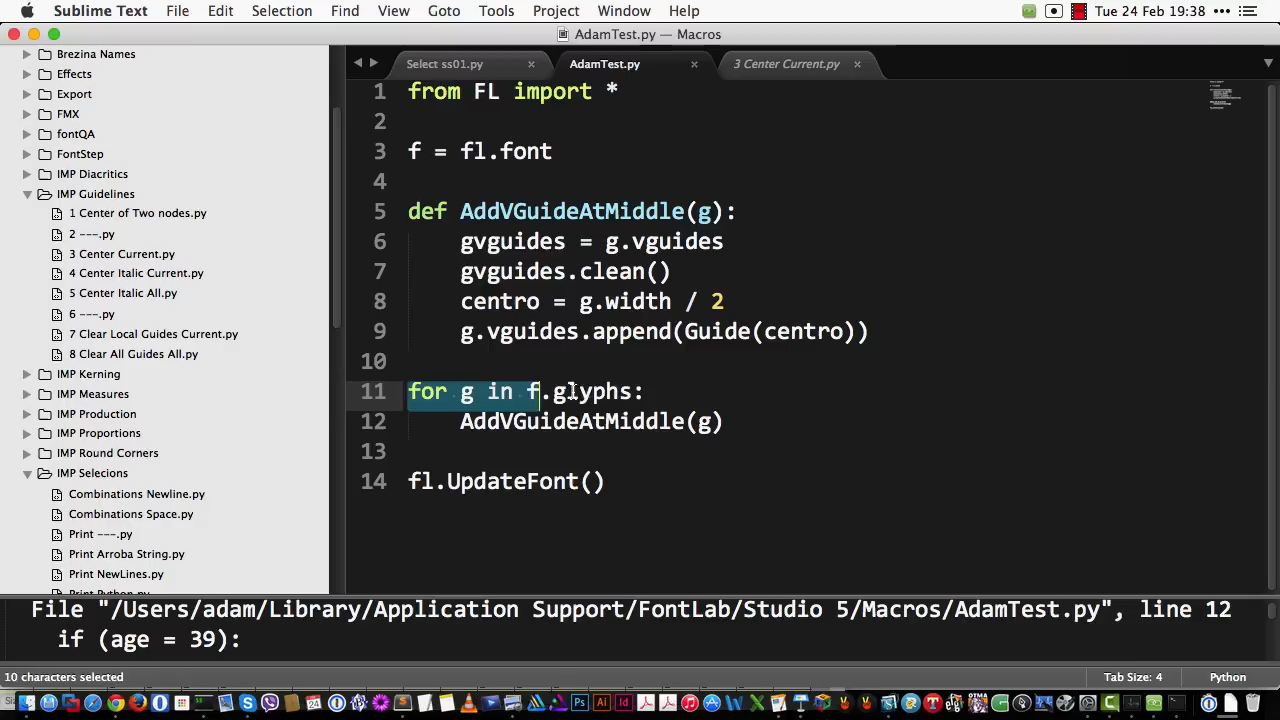 Sublime Text File Edit Selection Find View Goto Tools Project Window Help Tue 24 Feb 19:38
AdamTest.py — Macros
Brezina Names
Effects
Export
FMX
fontQA
FontStep
IMP Diacritics
IMP Guidelines
1 Center of Two nodes.py
2 ---.py
3 Center Current.py
4 Center Italic Current.py
5 Center Italic All.py
6 ---.py
7 Clear Local Guides Current.py
8 Clear All Guides All.py
IMP Kerning
IMP Measures
IMP Production
IMP Proportions
IMP Round Corners
IMP Selecions
Combinations Newline.py
Combinations Space.py
Print ---.py
Print Arroba String.py
Print NewLines.py
Print Python.py
Select ss01.py AdamTest.py 3 Center Current.py
1 from FL import *
2
3 f = fl.font
4
5 def AddVGuideAtMiddle(g):
6 gvguides = g.vguides
7 gvguides.clean()
8 centro = g.width / 2
9 g.vguides.append(Guide(centro))
10
11 for g in f.glyphs:
12 AddVGuideAtMiddle(g)
13
14 fl.UpdateFont()
File "/Users/adam/Library/Application Support/FontLab/Studio 5/Macros/AdamTest.py", line 12
if (age = 39):
10 characters selected Tab Size: 4 Python